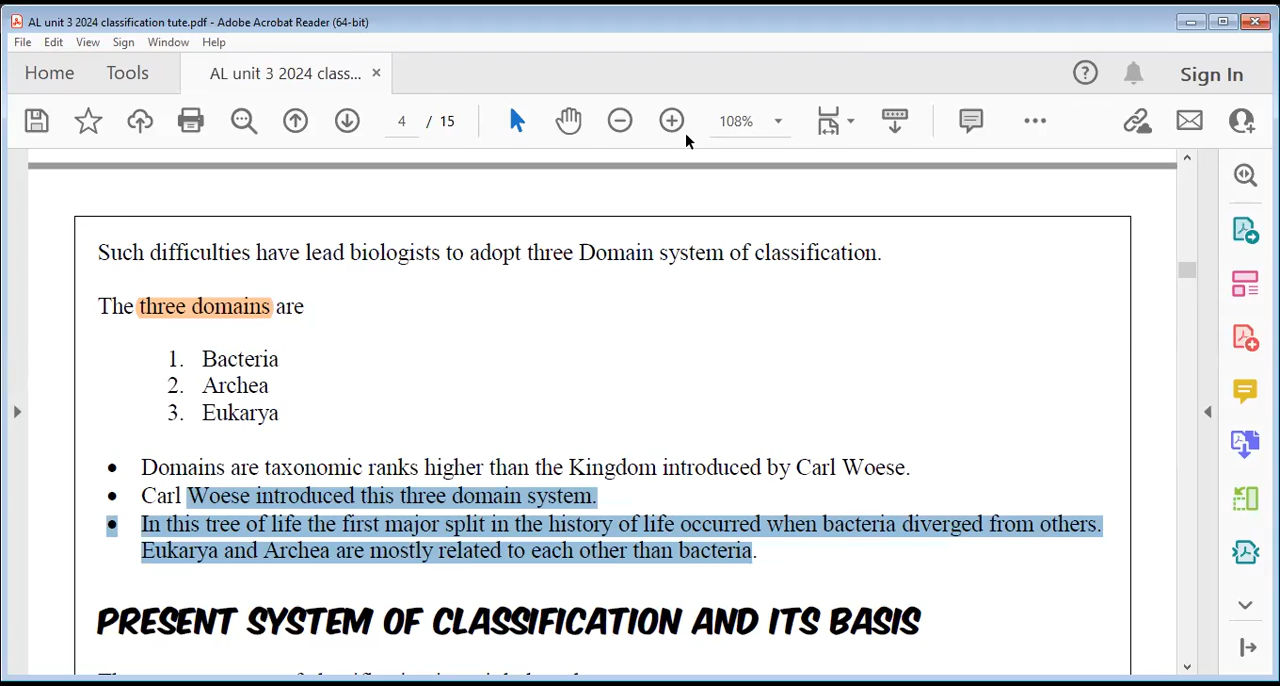 AL unit 3 2024 classification tute.pdf - Adobe Acrobat Reader (64-bit)
File Edit View Sign Window Help
Home Tools AL unit 3 2024 class... × Sign In
4 / 15 108%
Such difficulties have lead biologists to adopt three Domain system of classification.
The three domains are
1. Bacteria
2. Archea
3. Eukarya
• Domains are taxonomic ranks higher than the Kingdom introduced by Carl Woese.
• Carl Woese introduced this three domain system.
• In this tree of life the first major split in the history of life occurred when bacteria diverged from others.
Eukarya and Archea are mostly related to each other than bacteria.
PRESENT SYSTEM OF CLASSIFICATION AND ITS BASIS